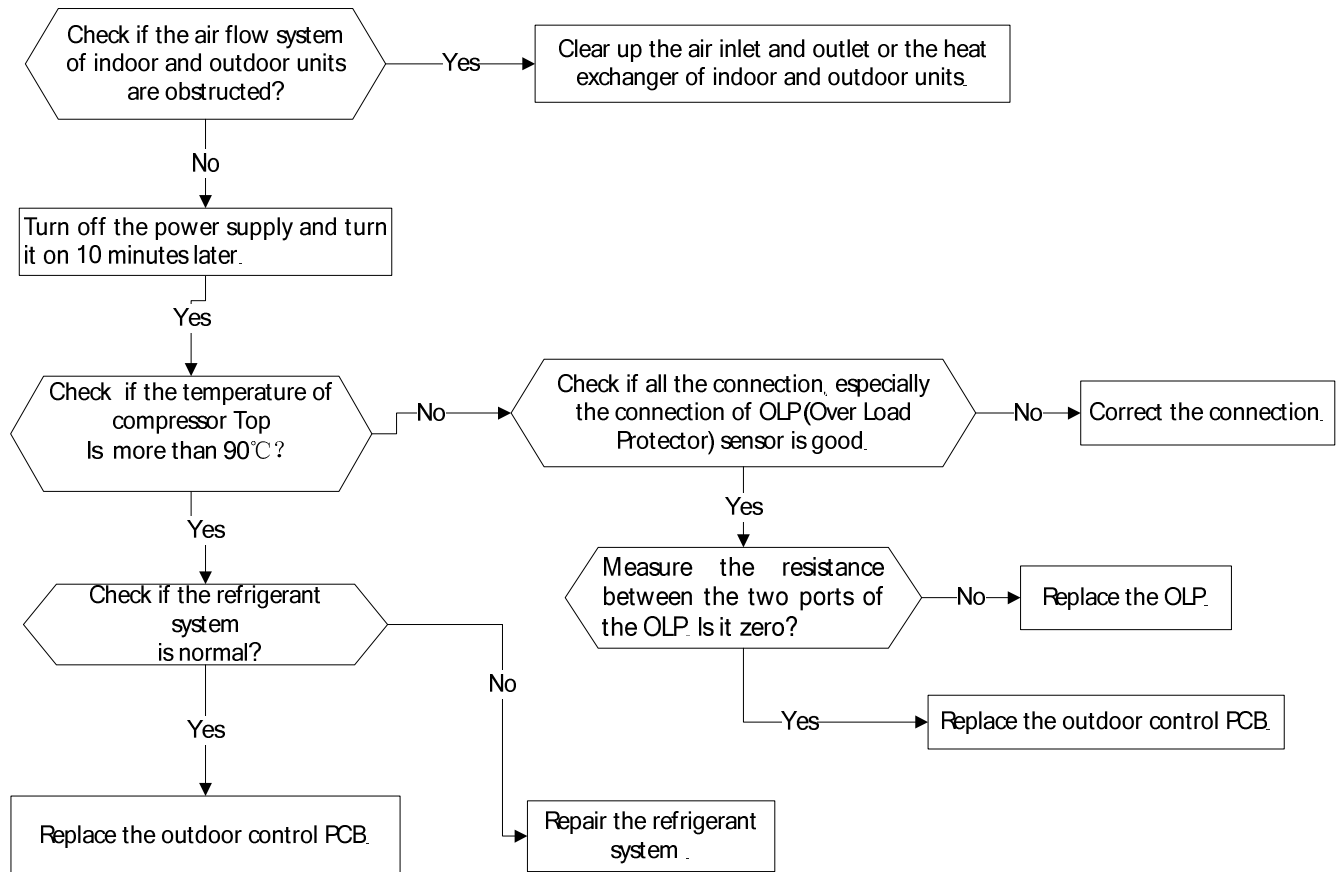 Check if the air flow system
of indoor and outdoor units
are obstructed?
Yes
Clear up the air inlet and outlet or the heat
exchanger of indoor and outdoor units.
No
Turn off the power supply and turn
it on 10 minutes later.
Yes
Check if the temperature of
compressor Top
Is more than 90℃?
No
Check if all the connection, especially
the connection of OLP(Over Load
Protector) sensor is good.
No
Correct the connection.
Yes
Yes
Measure the resistance
between the two ports of
the OLP. Is it zero?
No
Replace the OLP.
Check if the refrigerant
system
is normal?
No
Yes
Replace the outdoor control PCB.
Yes
Replace the outdoor control PCB.
Repair the refrigerant
system .